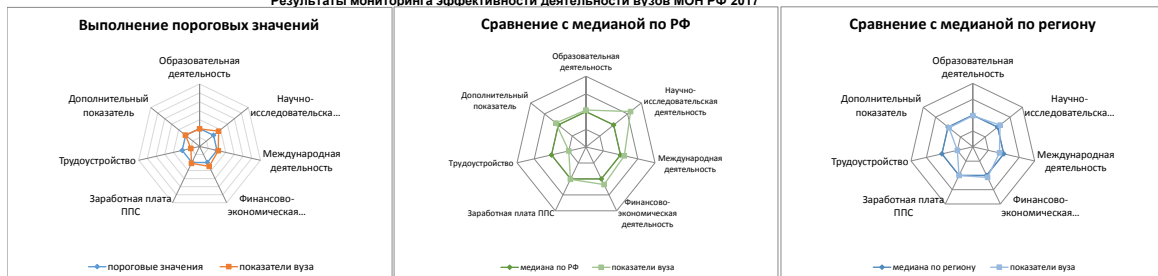 Результаты мониторинга эффективности деятельности вузов МОН РФ 2017
Выполнение пороговых значений
Образовательная
деятельность
Научно-
исследовательска...
Международная
деятельность
Финансово-
экономическая...
Заработная плата
ППС
Трудоустройство
Дополнительный
показатель
пороговые значения
показатели вуза
Сравнение с медианой по РФ
Образовательная
деятельность
Научно-
исследовательская
деятельность
Международная
деятельность
Финансово-
экономическая
деятельность
Заработная плата ППС
Трудоустройство
Дополнительный
показатель
медиана по РФ
показатели вуза
Сравнение с медианой по региону
Образовательная
деятельность
Научно-
исследовательска...
Международная
деятельность
Финансово-
экономическая...
Заработная плата
ППС
Трудоустройство
Дополнительный
показатель
медиана по региону
показатели вуза